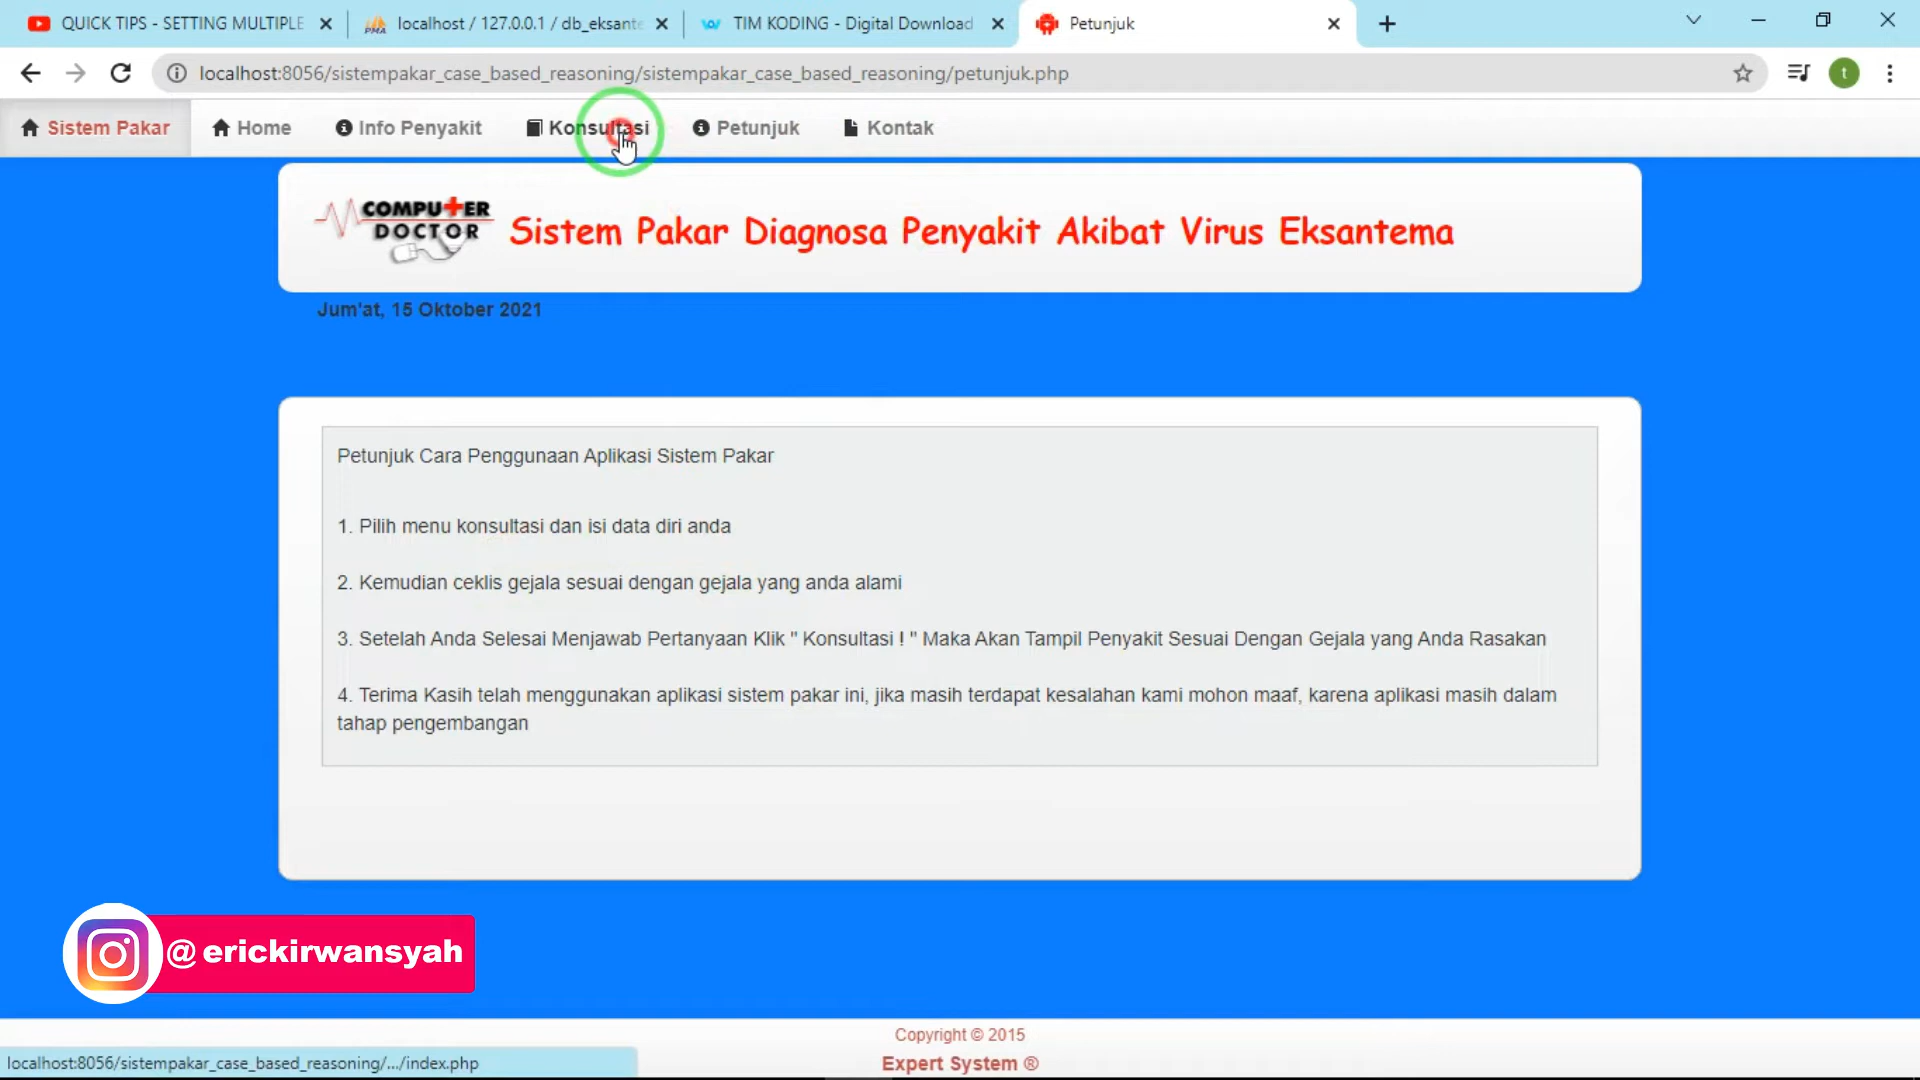 QUICK TIPS - SETTING MULTIPLE
localhost / 127.0.0.1 / db_eksante
TIM KODING - Digital Download
Petunjuk
localhost:8056/sistempakar_case_based_reasoning/sistempakar_case_based_reasoning/petunjuk.php
t
Sistem Pakar
Home
Info Penyakit
Konsultasi
Petunjuk
Kontak
COMPUTER
DOCTOR
Sistem Pakar Diagnosa Penyakit Akibat Virus Eksantema
Jum'at, 15 Oktober 2021
Petunjuk Cara Penggunaan Aplikasi Sistem Pakar
1. Pilih menu konsultasi dan isi data diri anda
2. Kemudian ceklis gejala sesuai dengan gejala yang anda alami
3. Setelah Anda Selesai Menjawab Pertanyaan Klik " Konsultasi ! " Maka Akan Tampil Penyakit Sesuai Dengan Gejala yang Anda Rasakan
4. Terima Kasih telah menggunakan aplikasi sistem pakar ini, jika masih terdapat kesalahan kami mohon maaf, karena aplikasi masih dalam
tahap pengembangan
@erickirwansyah
Copyright © 2015
Expert System ®
localhost:8056/sistempakar_case_based_reasoning/.../index.php